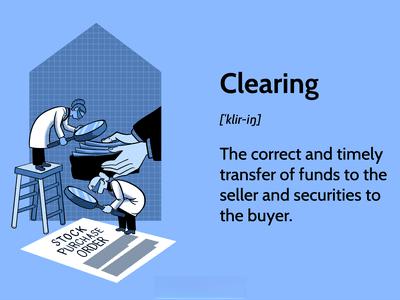 Clearing
['klir-iŋ]
The correct and timely
transfer of funds to the
seller and securities to
the buyer.
STOCK
PURCHASE
ORDER